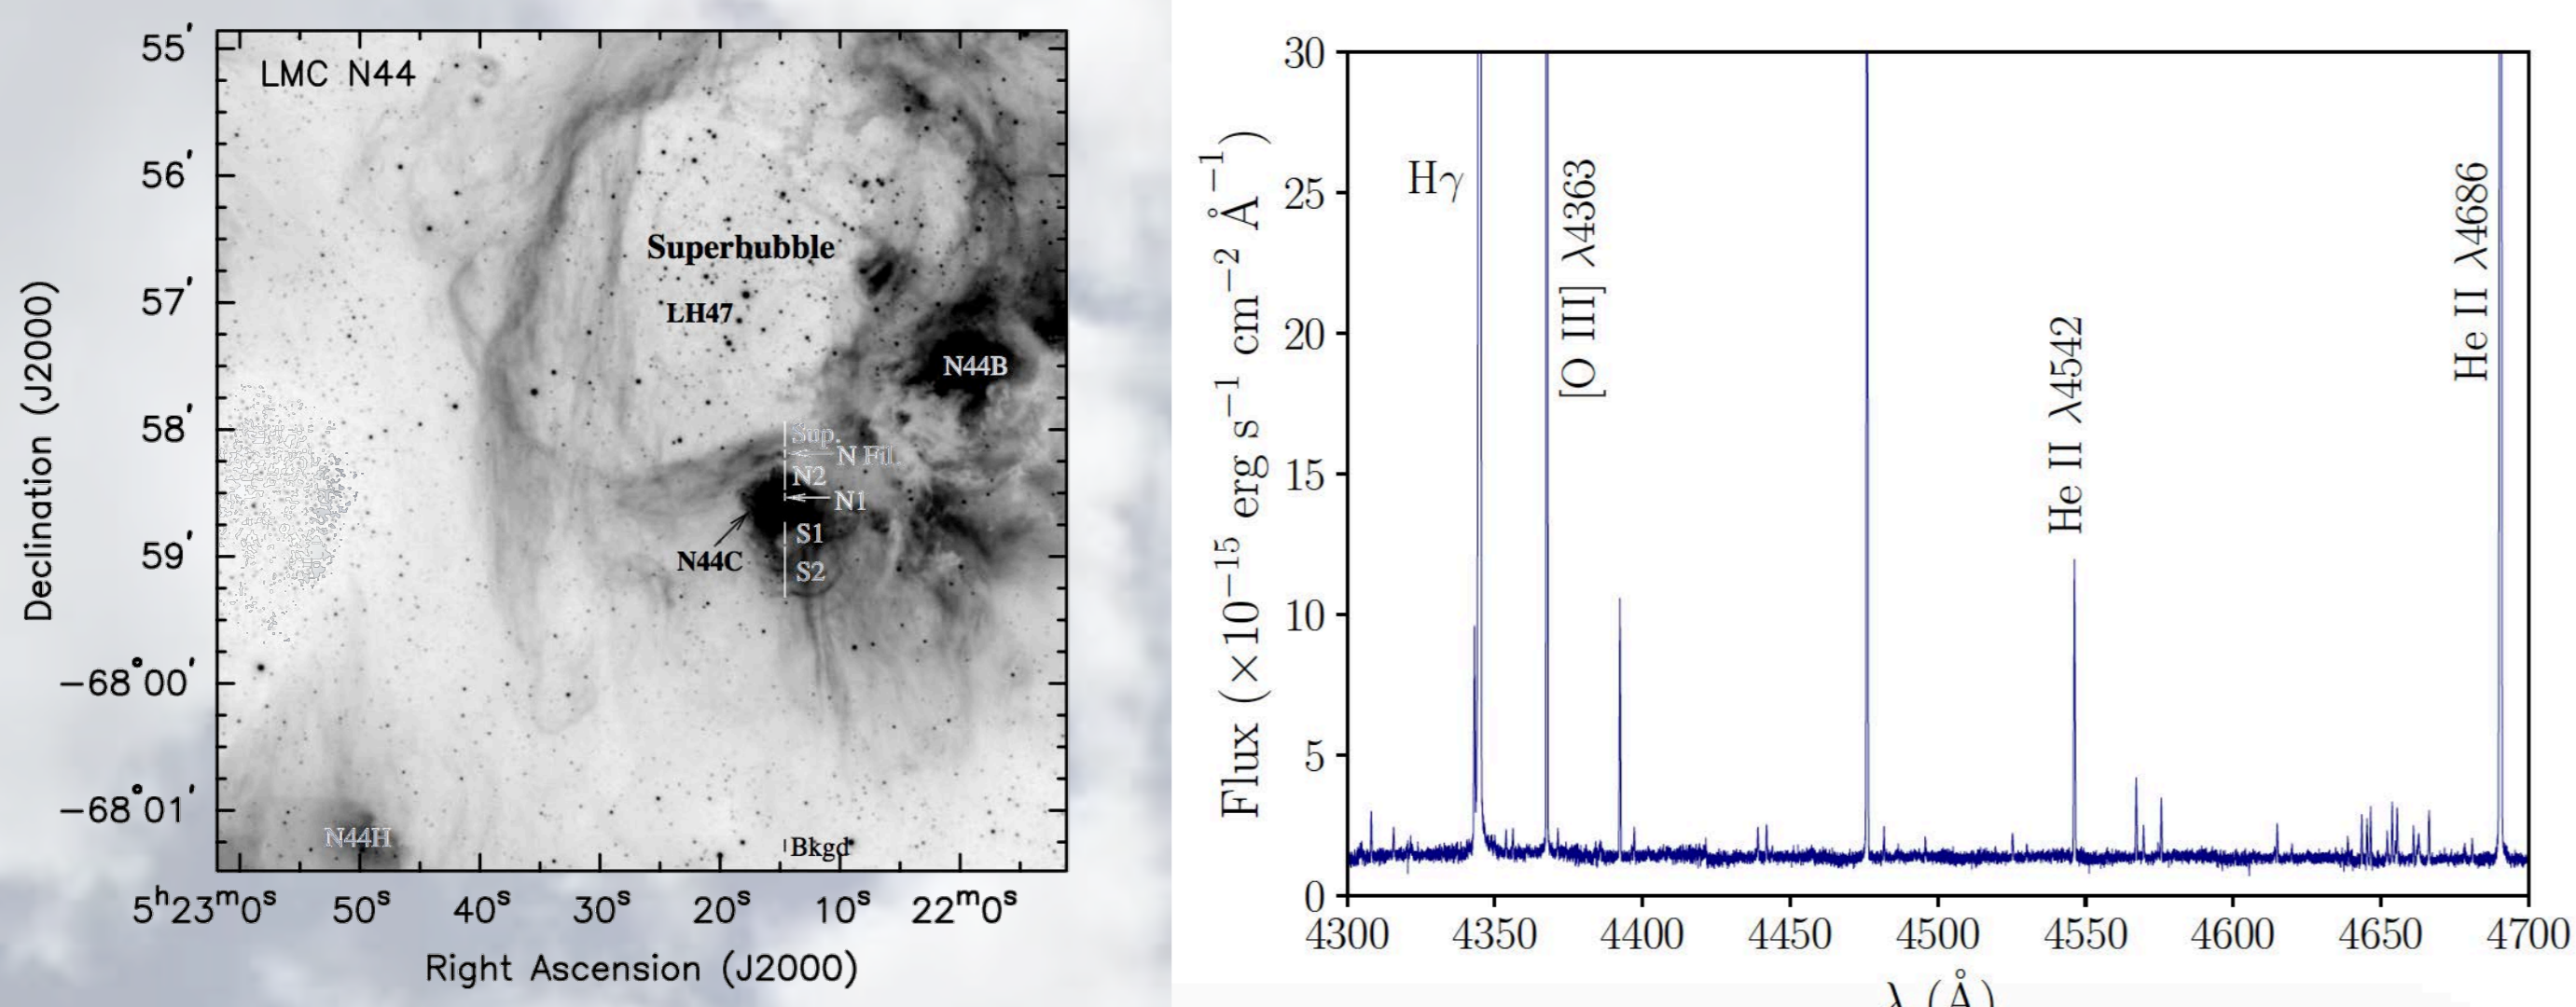 LMC N44
55′
56′
57′
58′
59′
−68°00′
−68°01′
Declination (J2000)
Superbubble
LH47
N44B
Sup.
N Fil.
N2
N1
S1
N44C
S2
N44H
Bkgd
5ʰ23ᵐ0ˢ 50ˢ 40ˢ 30ˢ 20ˢ 10ˢ 22ᵐ0ˢ
Right Ascension (J2000)
30
25
20
15
10
5
0
Flux (×10⁻¹⁵ erg s⁻¹ cm⁻² Å⁻¹)
Hγ
[O III] λ4363
He II λ4542
He II λ4686
4300 4350 4400 4450 4500 4550 4600 4650 4700
λ (Å)